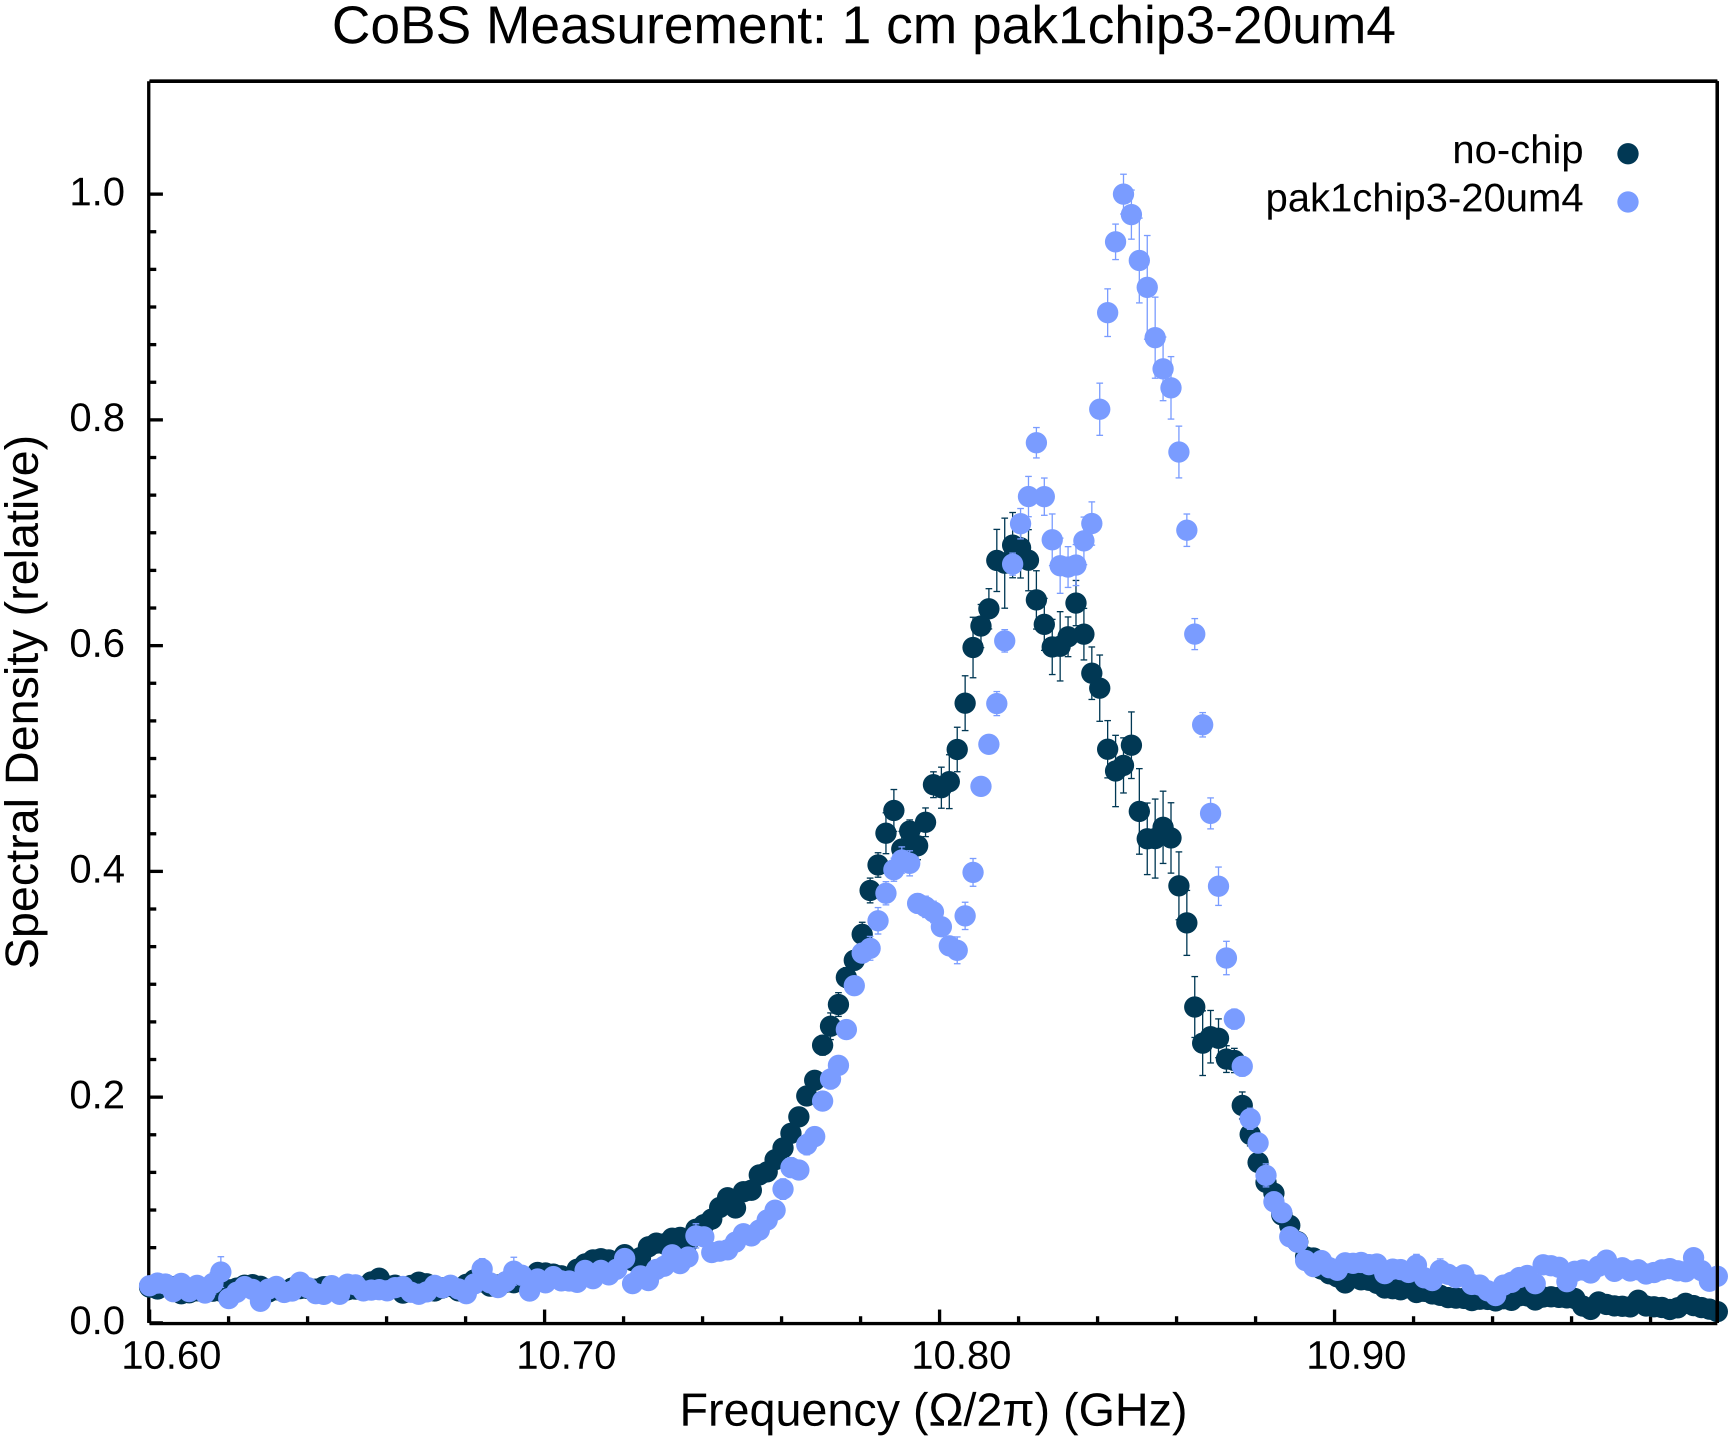 CoBS Measurement: 1 cm pak1chip3-20um4
no-chip
pak1chip3-20um4
1.0
0.8
0.6
0.4
0.2
0.0
Spectral Density (relative)
10.60 10.70 10.80 10.90
Frequency (Ω/2π) (GHz)